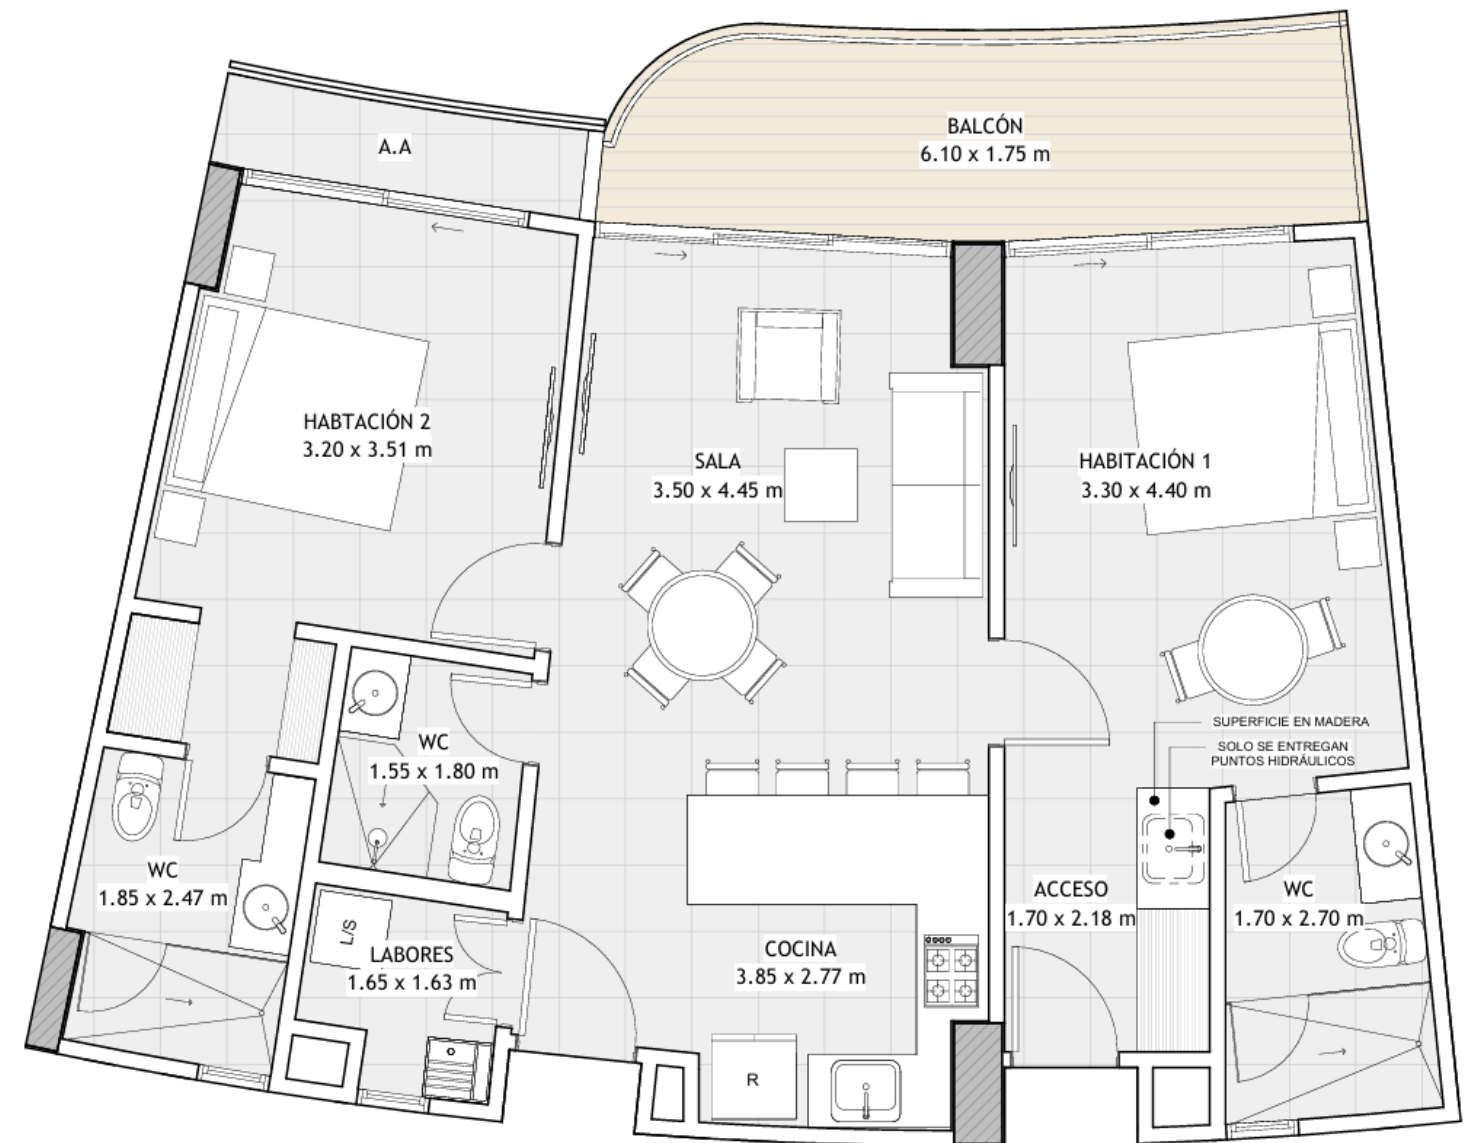 BALCÓN
6.10 x 1.75 m
A.A
HABTACIÓN 2
3.20 x 3.51 m
SALA
3.50 x 4.45 m
HABITACIÓN 1
3.30 x 4.40 m
SUPERFICIE EN MADERA
SOLO SE ENTREGAN
PUNTOS HIDRÁULICOS
WC
1.55 x 1.80 m
WC
1.85 x 2.47 m
ACCESO
1.70 x 2.18 m
WC
1.70 x 2.70 m
L/S
LABORES
1.65 x 1.63 m
COCINA
3.85 x 2.77 m
R